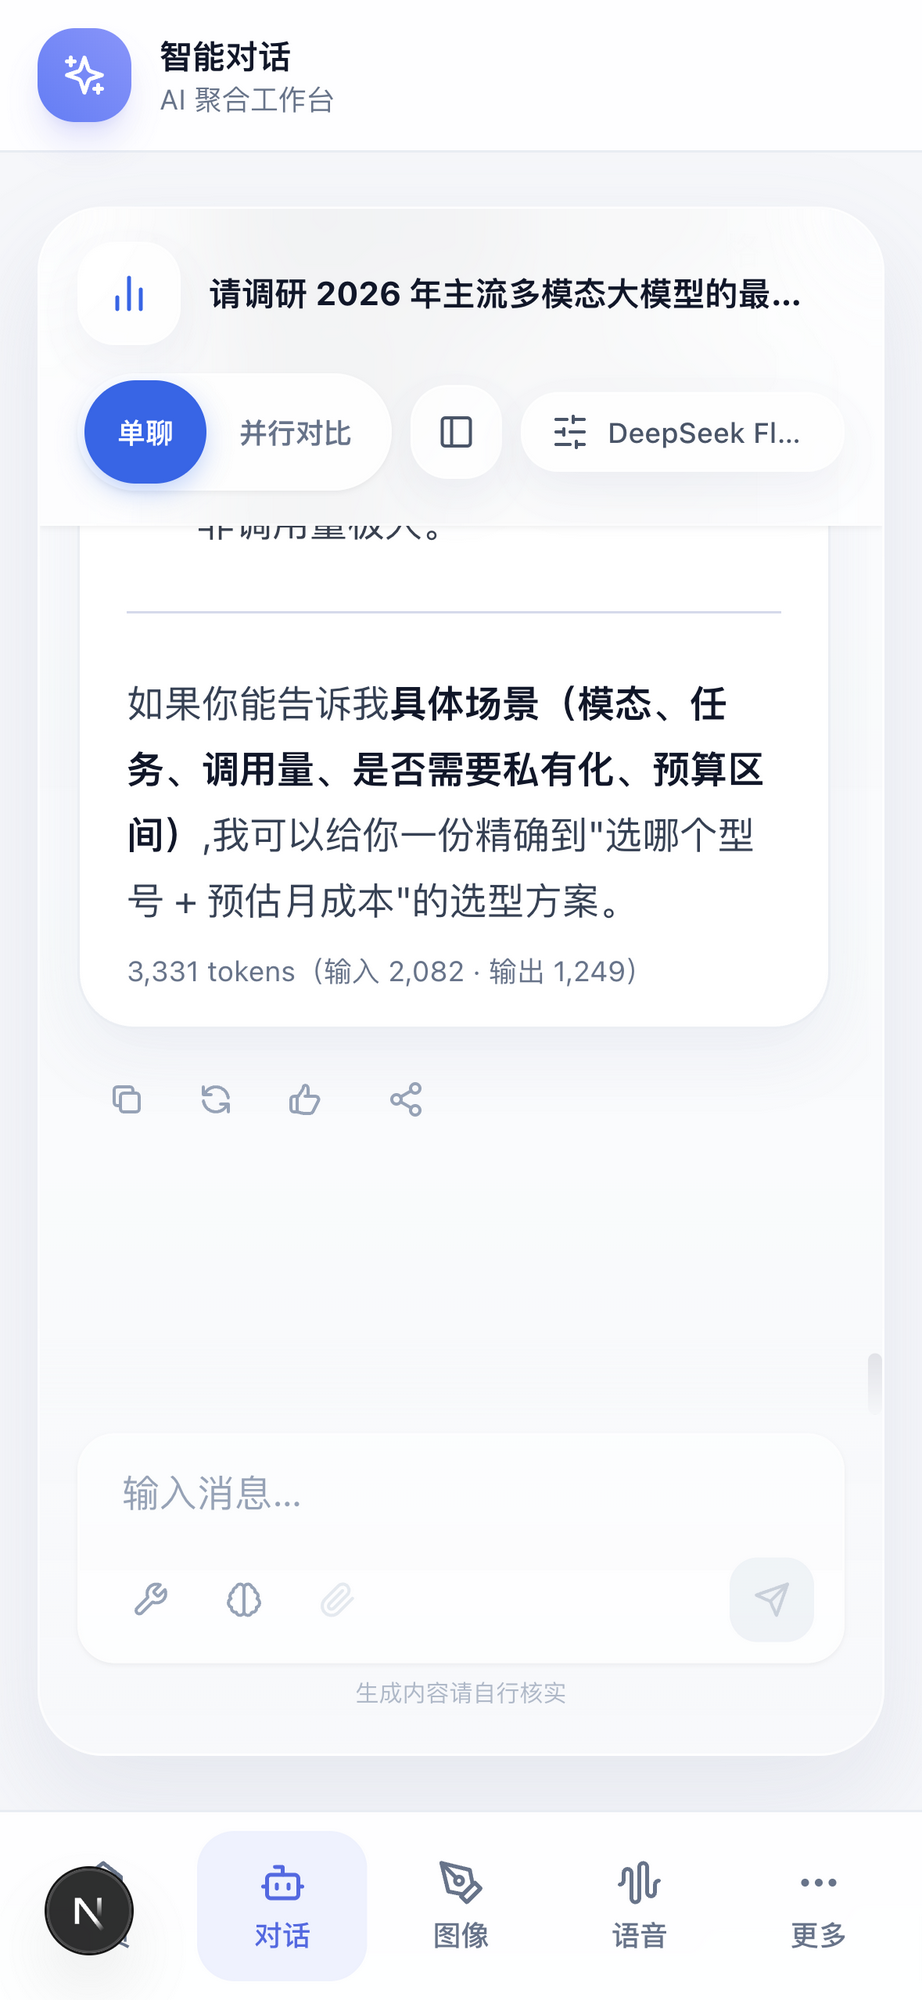 智能对话
AI 聚合工作台
请调研 2026 年主流多模态大模型的最...
单聊
并行对比
DeepSeek Fl...
非调用量极大。
如果你能告诉我具体场景（模态、任
务、调用量、是否需要私有化、预算区
间）,我可以给你一份精确到"选哪个型
号 + 预估月成本"的选型方案。
3,331 tokens（输入 2,082 · 输出 1,249）
输入消息...
生成内容请自行核实
N
对话
图像
语音
更多